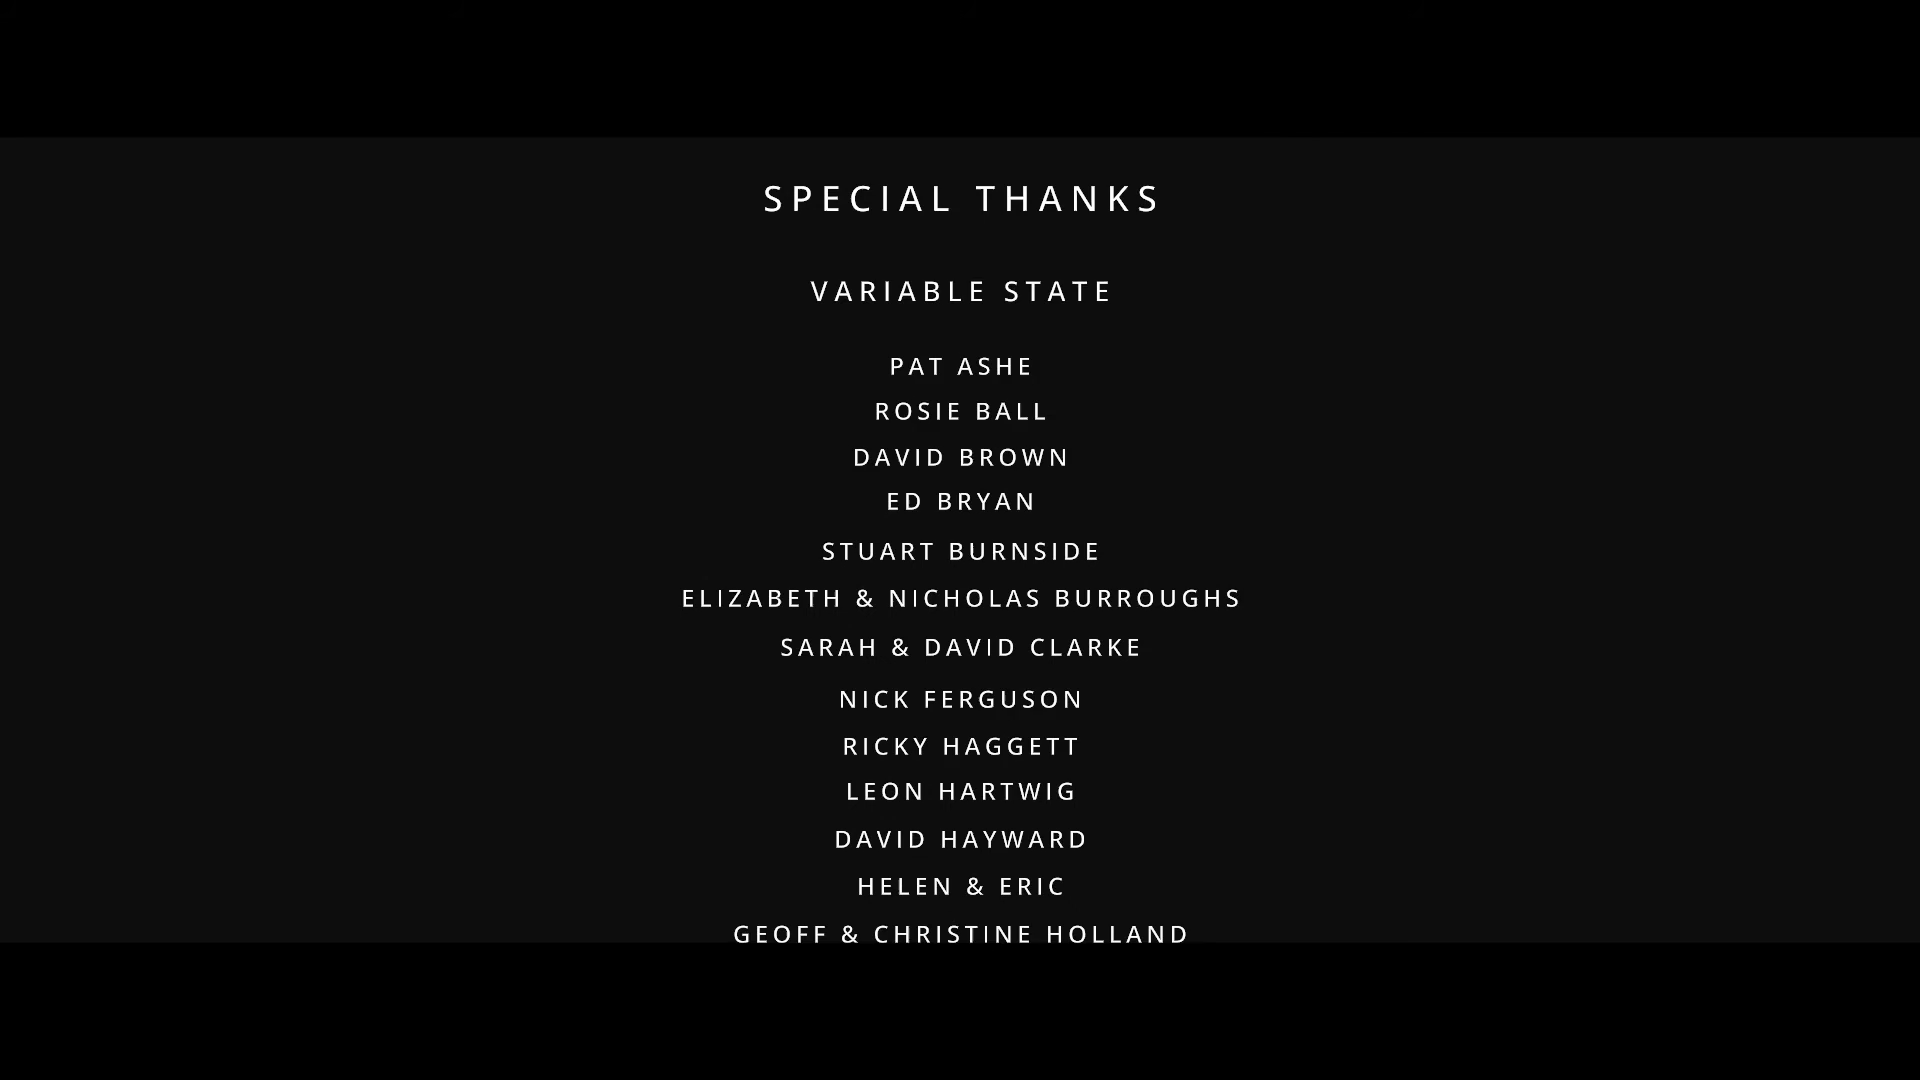 SPECIAL THANKS
VARIABLE STATE
PAT ASHE
ROSIE BALL
DAVID BROWN
ED BRYAN
STUART BURNSIDE
ELIZABETH & NICHOLAS BURROUGHS
SARAH & DAVID CLARKE
NICK FERGUSON
RICKY HAGGETT
LEON HARTWIG
DAVID HAYWARD
HELEN & ERIC
GEOFF & CHRISTINE HOLLAND